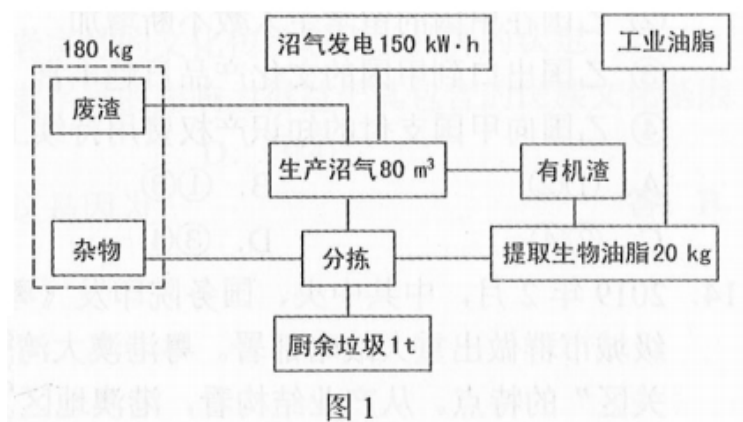 沼气发电150 kW·h
工业油脂
180 kg
废渣
生产沼气80 m³
有机渣
杂物
分拣
提取生物油脂20 kg
厨余垃圾1t
图1